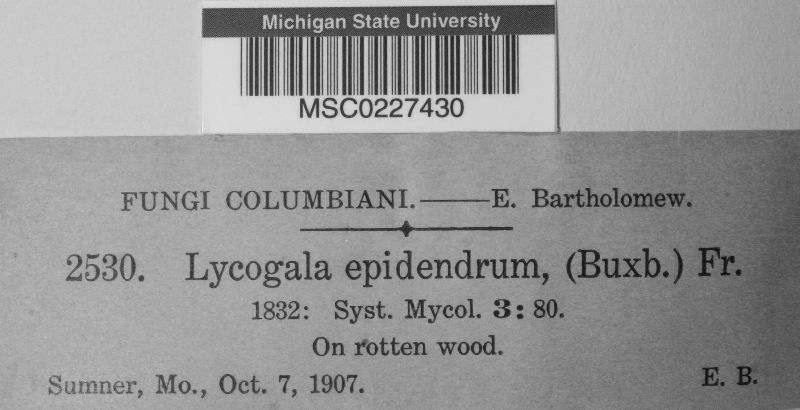 Michigan State University
MSC0227430
FUNGI COLUMBIANI.——E. Bartholomew.
2530. Lycogala epidendrum, (Buxb.) Fr.
1832: Syst. Mycol. 3: 80.
On rotten wood.
Sumner, Mo., Oct. 7, 1907. E. B.